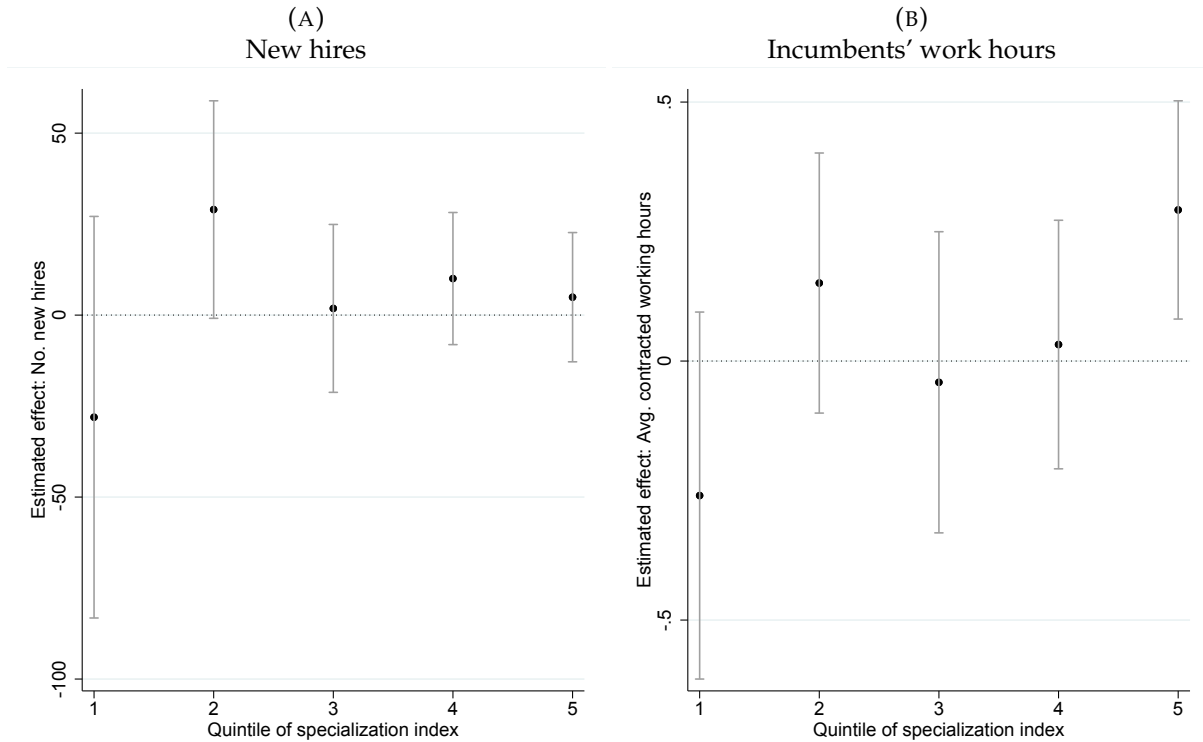 (A)
New hires
Estimated effect: No. new hires
50
0
-50
-100
1 2 3 4 5
Quintile of specialization index
(B)
Incumbents' work hours
Estimated effect: Avg. contracted working hours
.5
0
-.5
1 2 3 4 5
Quintile of specialization index